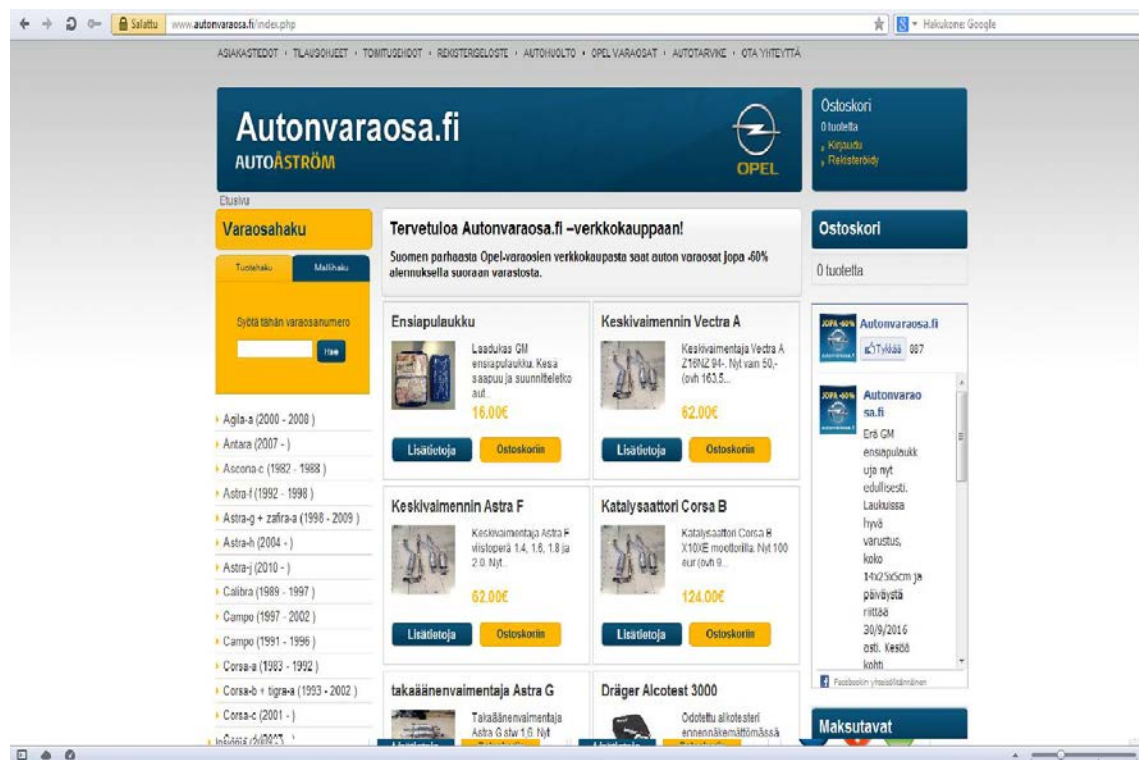 Salattu www.autonvaraosa.fi/index.php
Hakukone: Google
ASIAKASTIEDOT • TILAUSOHJEET • TOIMITUSEHDOT • REKISTERISELOSTE • AUTOHUOLTO • OPEL VARAOSAT • AUTOTARVIKE • OTA YHTEYTTÄ
Autonvaraosa.fi
AUTOÅSTRÖM
OPEL
Ostoskori
0 tuotetta
Kirjaudu
Rekisteröidy
Etusivu
Varaosahaku
Tuotehaku Mallihaku
Syötä tähän varaosanumero
Hae
Agila-a (2000 - 2008 )
Antara (2007 - )
Ascona-c (1982 - 1988 )
Astra-f (1992 - 1998 )
Astra-g + zafira-a (1998 - 2009 )
Astra-h (2004 - )
Astra-j (2010 - )
Calibra (1989 - 1997 )
Campo (1997 - 2002 )
Campo (1991 - 1996 )
Corsa-a (1983 - 1992 )
Corsa-b + tigra-a (1993 - 2002 )
Corsa-c (2001 - )
Tervetuloa Autonvaraosa.fi –verkkokauppaan!
Suomen parhaasta Opel-varaosien verkkokaupasta saat auton varaosat jopa -60%
alennuksella suoraan varastosta.
Ensiapulaukku
Laadukas GM
ensiapulaukku. Kesä
saapuu ja suunnitteletko
aut...
16.00€
Lisätietoja Ostoskoriin
Keskivaimennin Vectra A
Keskivaimentaja Vectra A
Z16NZ 94-. Nyt vain 50,-
(ovh 163,5...
62.00€
Lisätietoja Ostoskoriin
Keskivaimennin Astra F
Keskivaimentaja Astra F
viistoperä 1.4, 1.6, 1.8 ja
2.0. Nyt...
62.00€
Lisätietoja Ostoskoriin
Katalysaattori Corsa B
Katalysaattori Corsa B
X10XE moottorilla. Nyt 100
eur (ovh 9...
124.00€
Lisätietoja Ostoskoriin
takaäänenvaimentaja Astra G
Takaäänenvaimentaja
Astra G stw 1,6. Nyt
Dräger Alcotest 3000
Odotettu alkotesteri
ennennäkemättömässä
Ostoskori
0 tuotetta
JOPA -60%
Autonvaraosa.fi
Tykkää 887
JOPA -60%
Autonvarao
sa.fi
Erä GM
ensiapulaukk
uja nyt
edullisesti.
Laukuissa
hyvä
varustus,
koko
14x25x5cm ja
päiväystä
riittää
30/9/2016
asti. Kesää
kohti
Facebookin yhteisöliitännäinen
Maksutavat